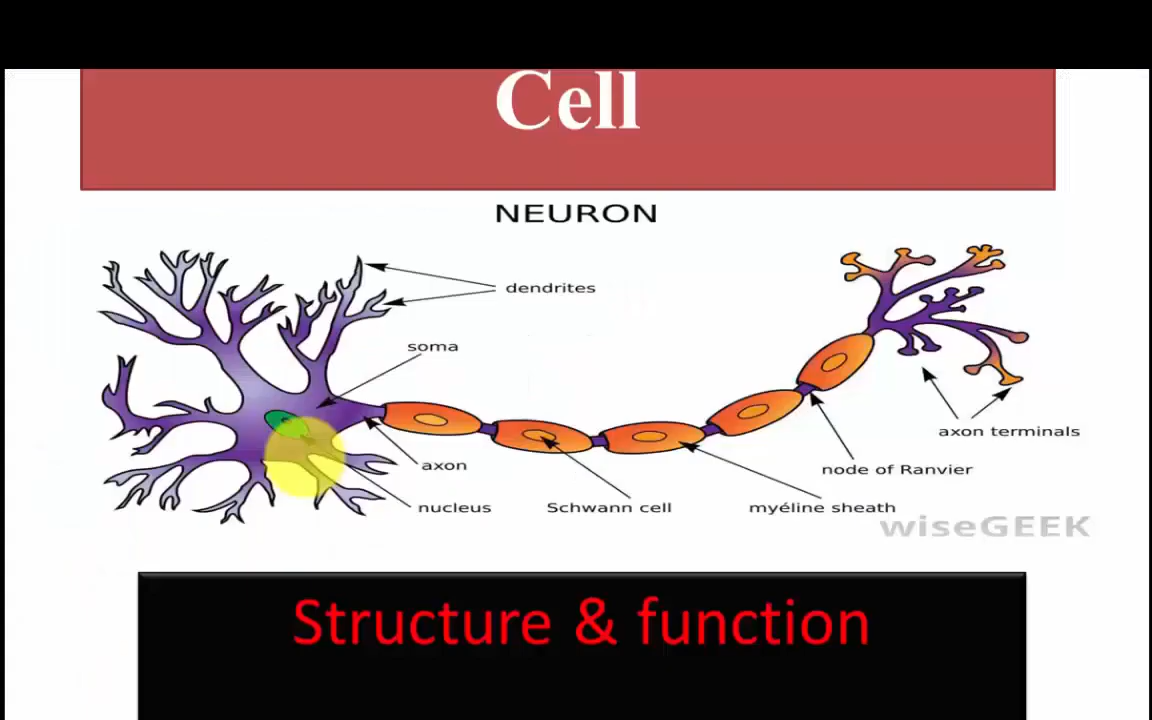 Cell
NEURON
dendrites
soma
axon terminals
axon
node of Ranvier
nucleus
Schwann cell
myéline sheath
wiseGEEK
Structure & function